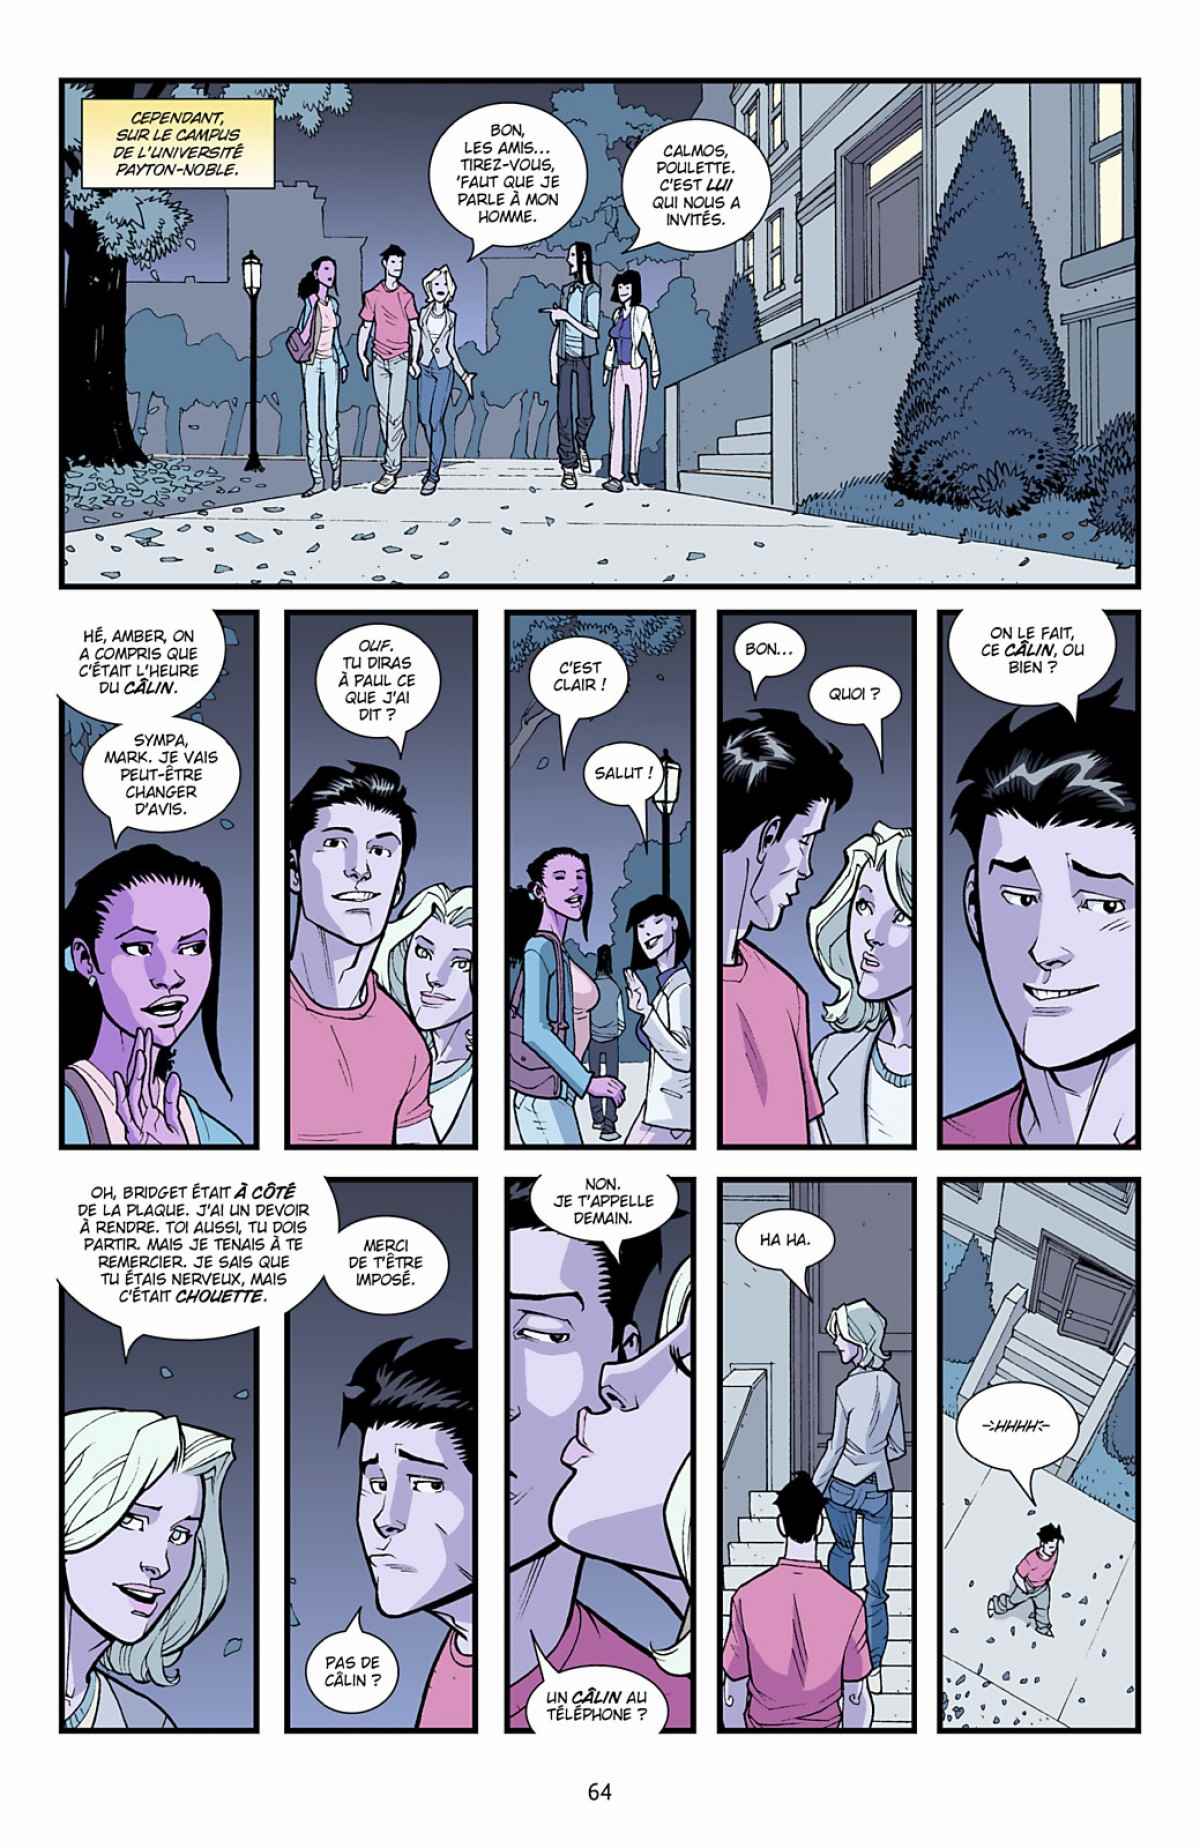 CEPENDANT,
SUR LE CAMPUS
DE L'UNIVERSITÉ
PAYTON-NOBLE.
BON,
LES AMIS...
TIREZ-VOUS,
'FAUT QUE JE
PARLE À MON
HOMME.
CALMOS,
POULETTE.
C'EST LUI
QUI NOUS A
INVITÉS.
HÉ, AMBER, ON
A COMPRIS QUE
C'ÉTAIT L'HEURE
DU CÂLIN.
SYMPA,
MARK. JE VAIS
PEUT-ÊTRE
CHANGER
D'AVIS.
OUF.
TU DIRAS
À PAUL CE
QUE J'AI
DIT ?
C'EST
CLAIR !
SALUT !
BON...
QUOI ?
ON LE FAIT,
CE CÂLIN, OU
BIEN ?
OH, BRIDGET ÉTAIT À CÔTÉ
DE LA PLAQUE. J'AI UN DEVOIR
À RENDRE. TOI AUSSI, TU DOIS
PARTIR. MAIS JE TENAIS À TE
REMERCIER. JE SAIS QUE
TU ÉTAIS NERVEUX, MAIS
C'ÉTAIT CHOUETTE.
MERCI
DE T'ÊTRE
IMPOSÉ.
PAS DE
CÂLIN ?
NON.
JE T'APPELLE
DEMAIN.
UN CÂLIN AU
TÉLÉPHONE ?
HA HA.
-HHHH-
64